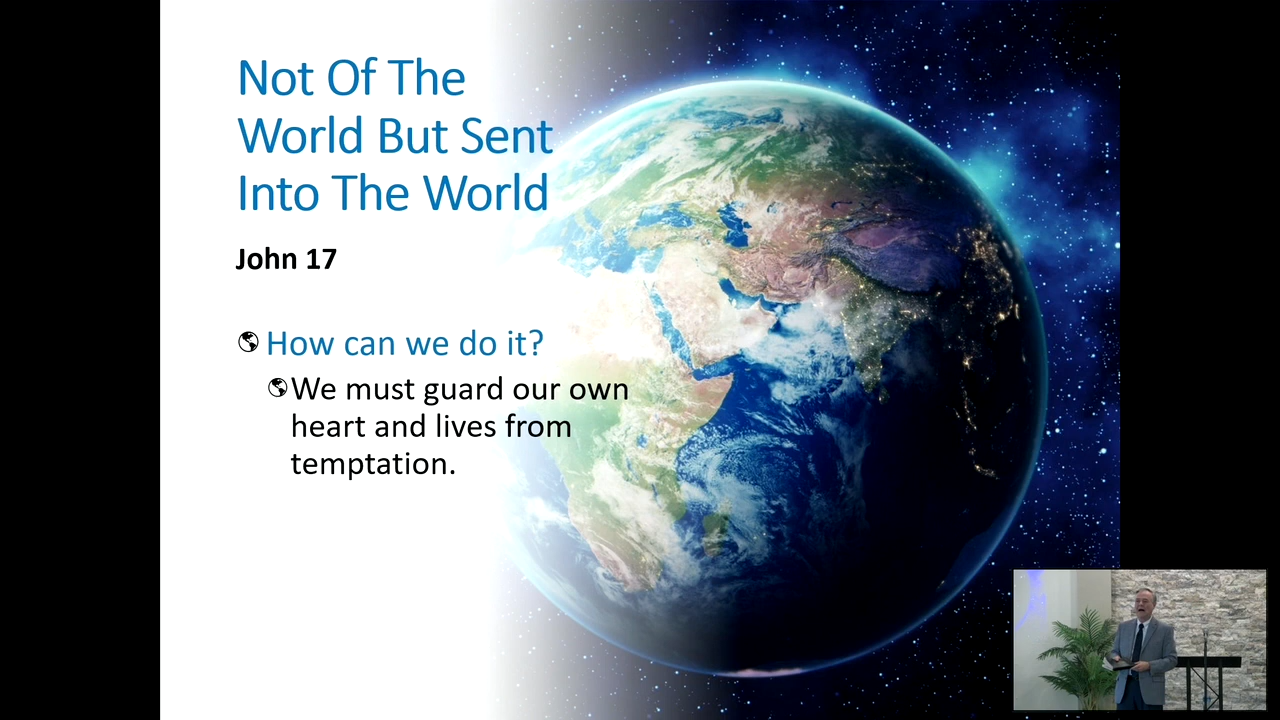 Not Of The
World But Sent
Into The World
John 17
How can we do it?
We must guard our own
heart and lives from
temptation.